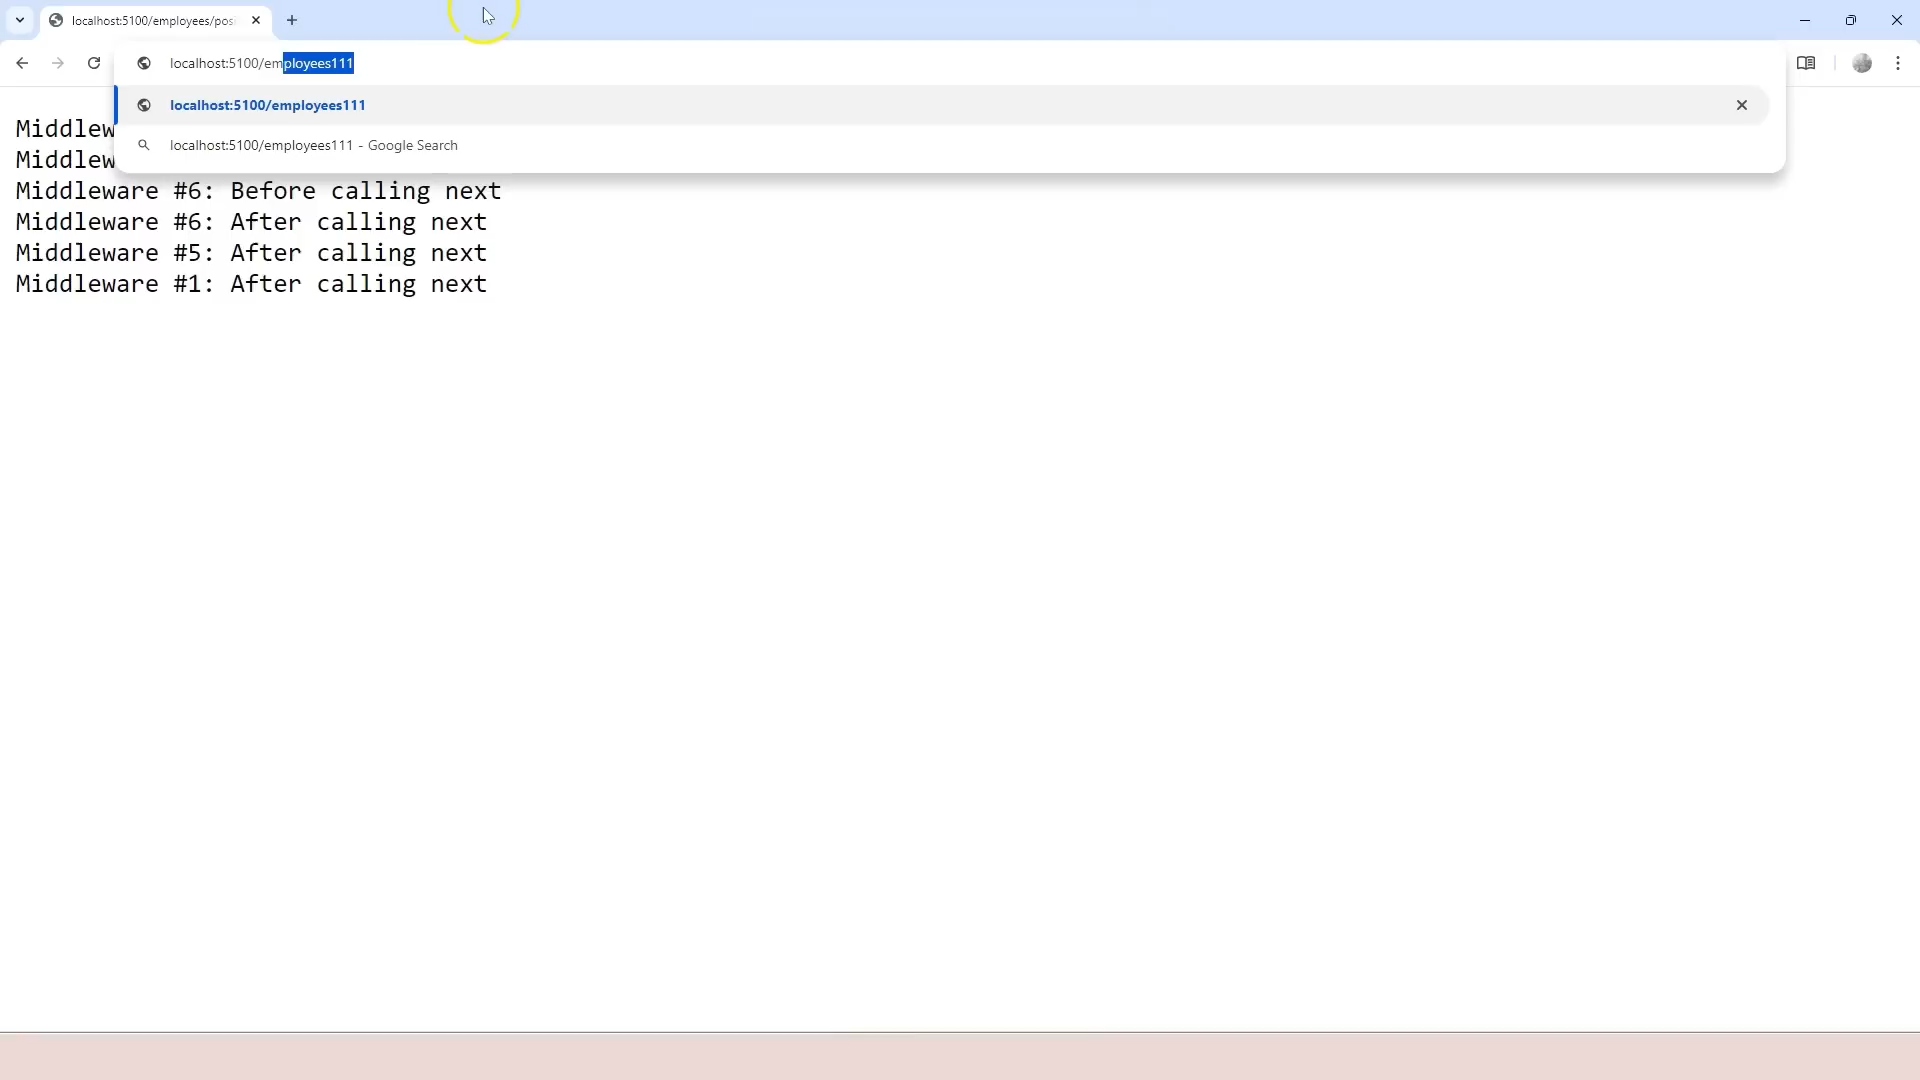 localhost:5100/employees/posi
localhost:5100/employees111
localhost:5100/employees111
localhost:5100/employees111 - Google Search
Middlew
Middlew
Middleware #6: Before calling next
Middleware #6: After calling next
Middleware #5: After calling next
Middleware #1: After calling next